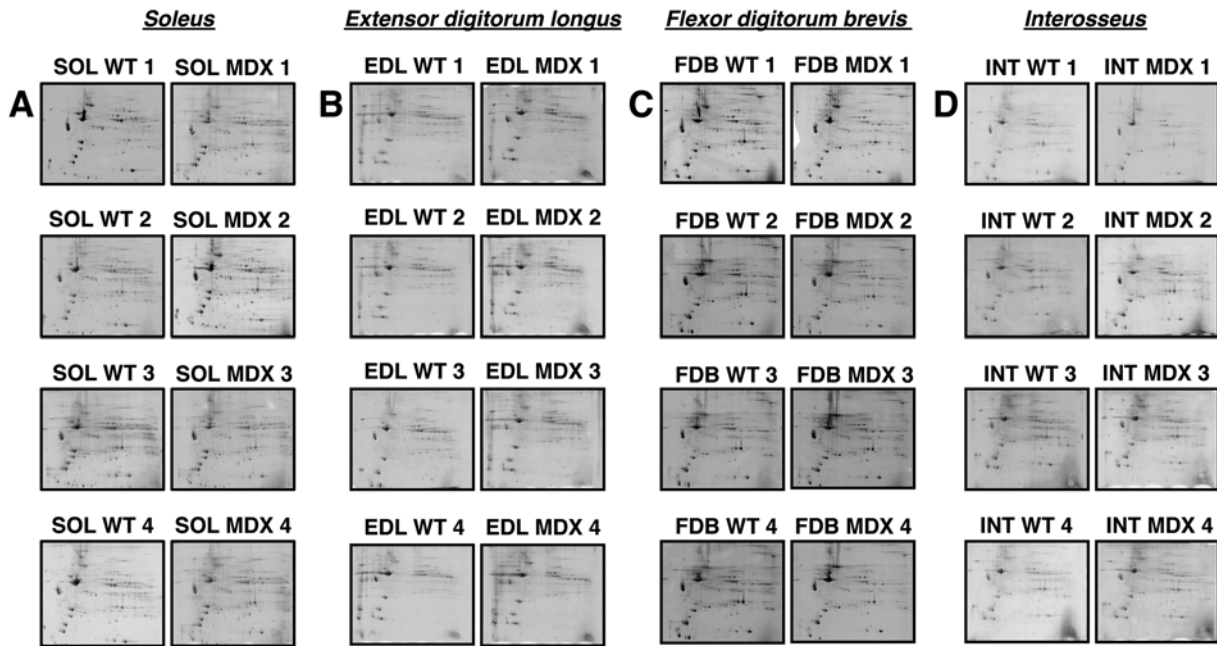 Soleus Extensor digitorum longus Flexor digitorum brevis Interosseus
A B C D
SOL WT 1 SOL MDX 1 EDL WT 1 EDL MDX 1 FDB WT 1 FDB MDX 1 INT WT 1 INT MDX 1
SOL WT 2 SOL MDX 2 EDL WT 2 EDL MDX 2 FDB WT 2 FDB MDX 2 INT WT 2 INT MDX 2
SOL WT 3 SOL MDX 3 EDL WT 3 EDL MDX 3 FDB WT 3 FDB MDX 3 INT WT 3 INT MDX 3
SOL WT 4 SOL MDX 4 EDL WT 4 EDL MDX 4 FDB WT 4 FDB MDX 4 INT WT 4 INT MDX 4